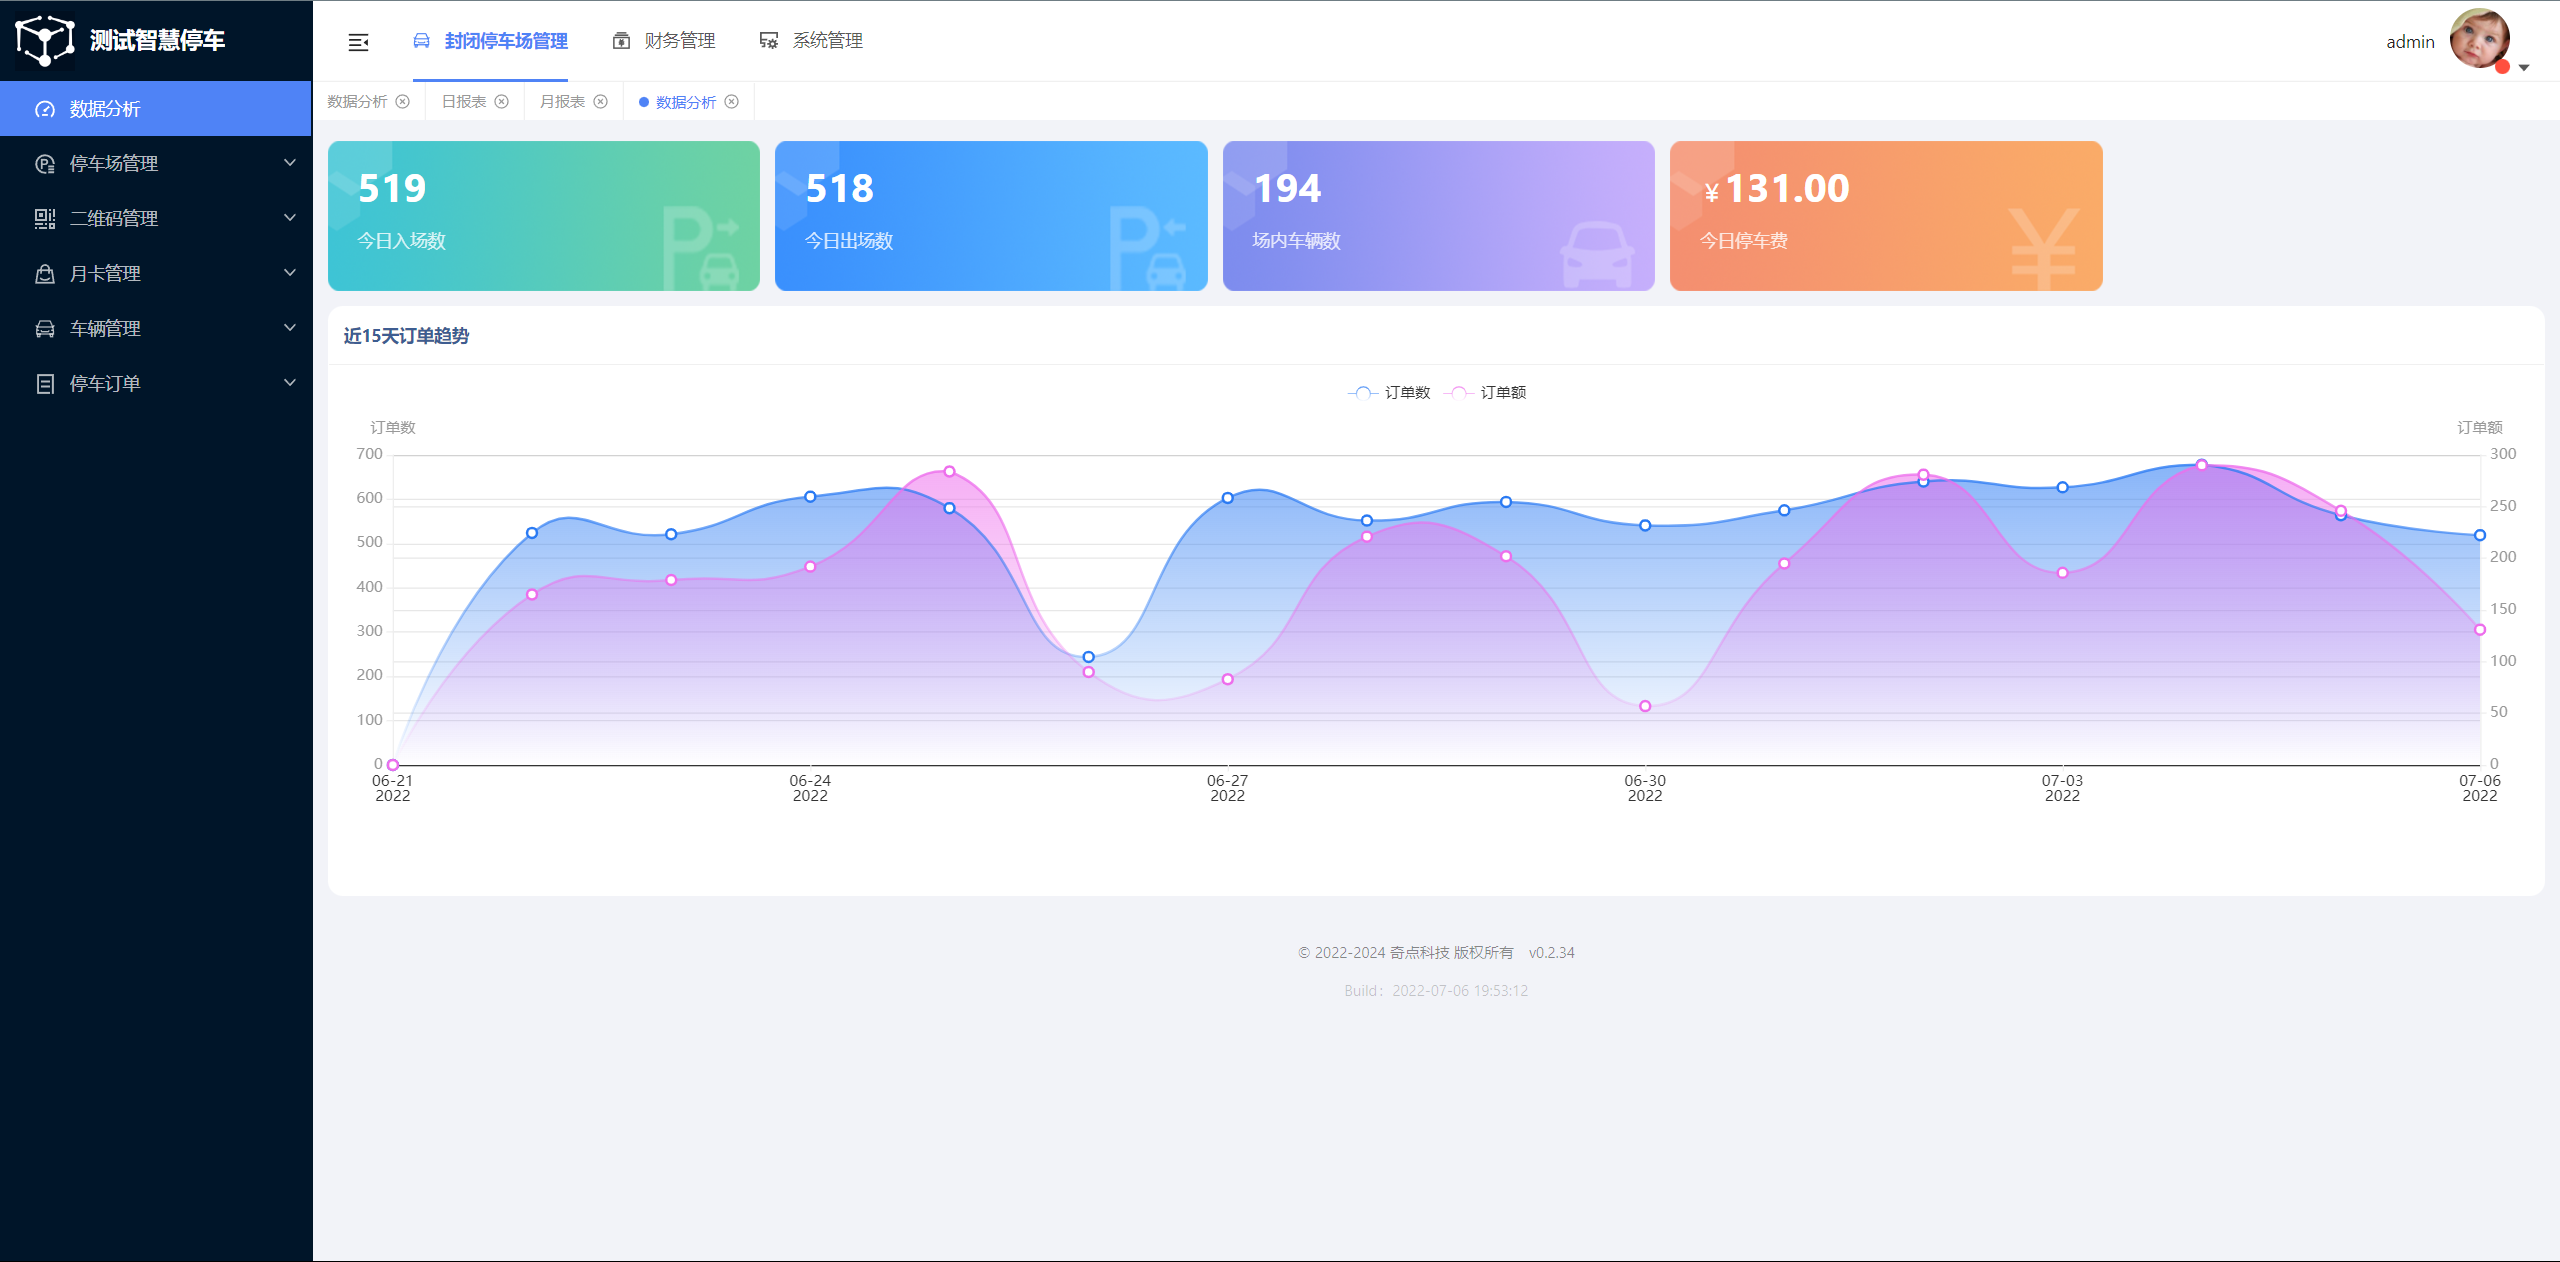 测试智慧停车
封闭停车场管理 财务管理 系统管理
admin
数据分析
停车场管理
二维码管理
月卡管理
车辆管理
停车订单
数据分析 日报表 月报表 数据分析
519
今日入场数
518
今日出场数
194
场内车辆数
¥ 131.00
今日停车费
近15天订单趋势
订单数 订单额
订单数 订单额
700 300
600 250
500 200
400 150
300 100
200 50
100
0 0
06-21 06-24 06-27 06-30 07-03 07-06
2022 2022 2022 2022 2022 2022
© 2022-2024 奇点科技 版权所有 v0.2.34
Build：2022-07-06 19:53:12